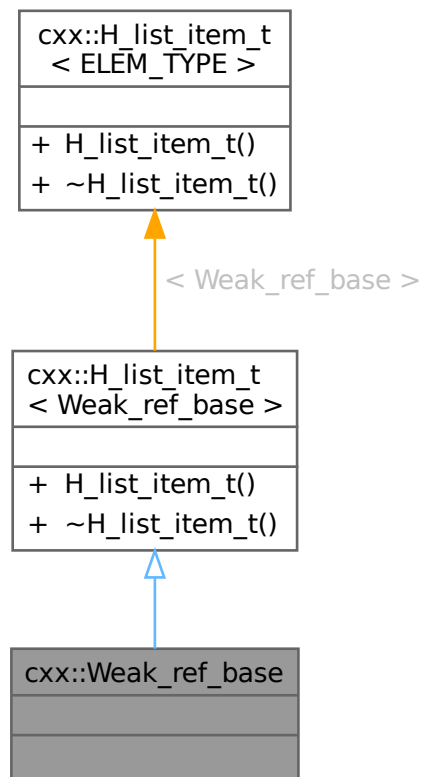 cxx::H_list_item_t
< ELEM_TYPE >
+ H_list_item_t()
+ ~H_list_item_t()
< Weak_ref_base >
cxx::H_list_item_t
< Weak_ref_base >
+ H_list_item_t()
+ ~H_list_item_t()
cxx::Weak_ref_base